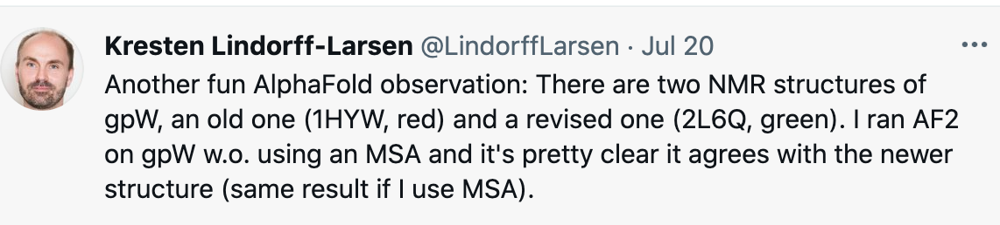 Kresten Lindorff-Larsen @LindorffLarsen · Jul 20
Another fun AlphaFold observation: There are two NMR structures of
gpW, an old one (1HYW, red) and a revised one (2L6Q, green). I ran AF2
on gpW w.o. using an MSA and it's pretty clear it agrees with the newer
structure (same result if I use MSA).